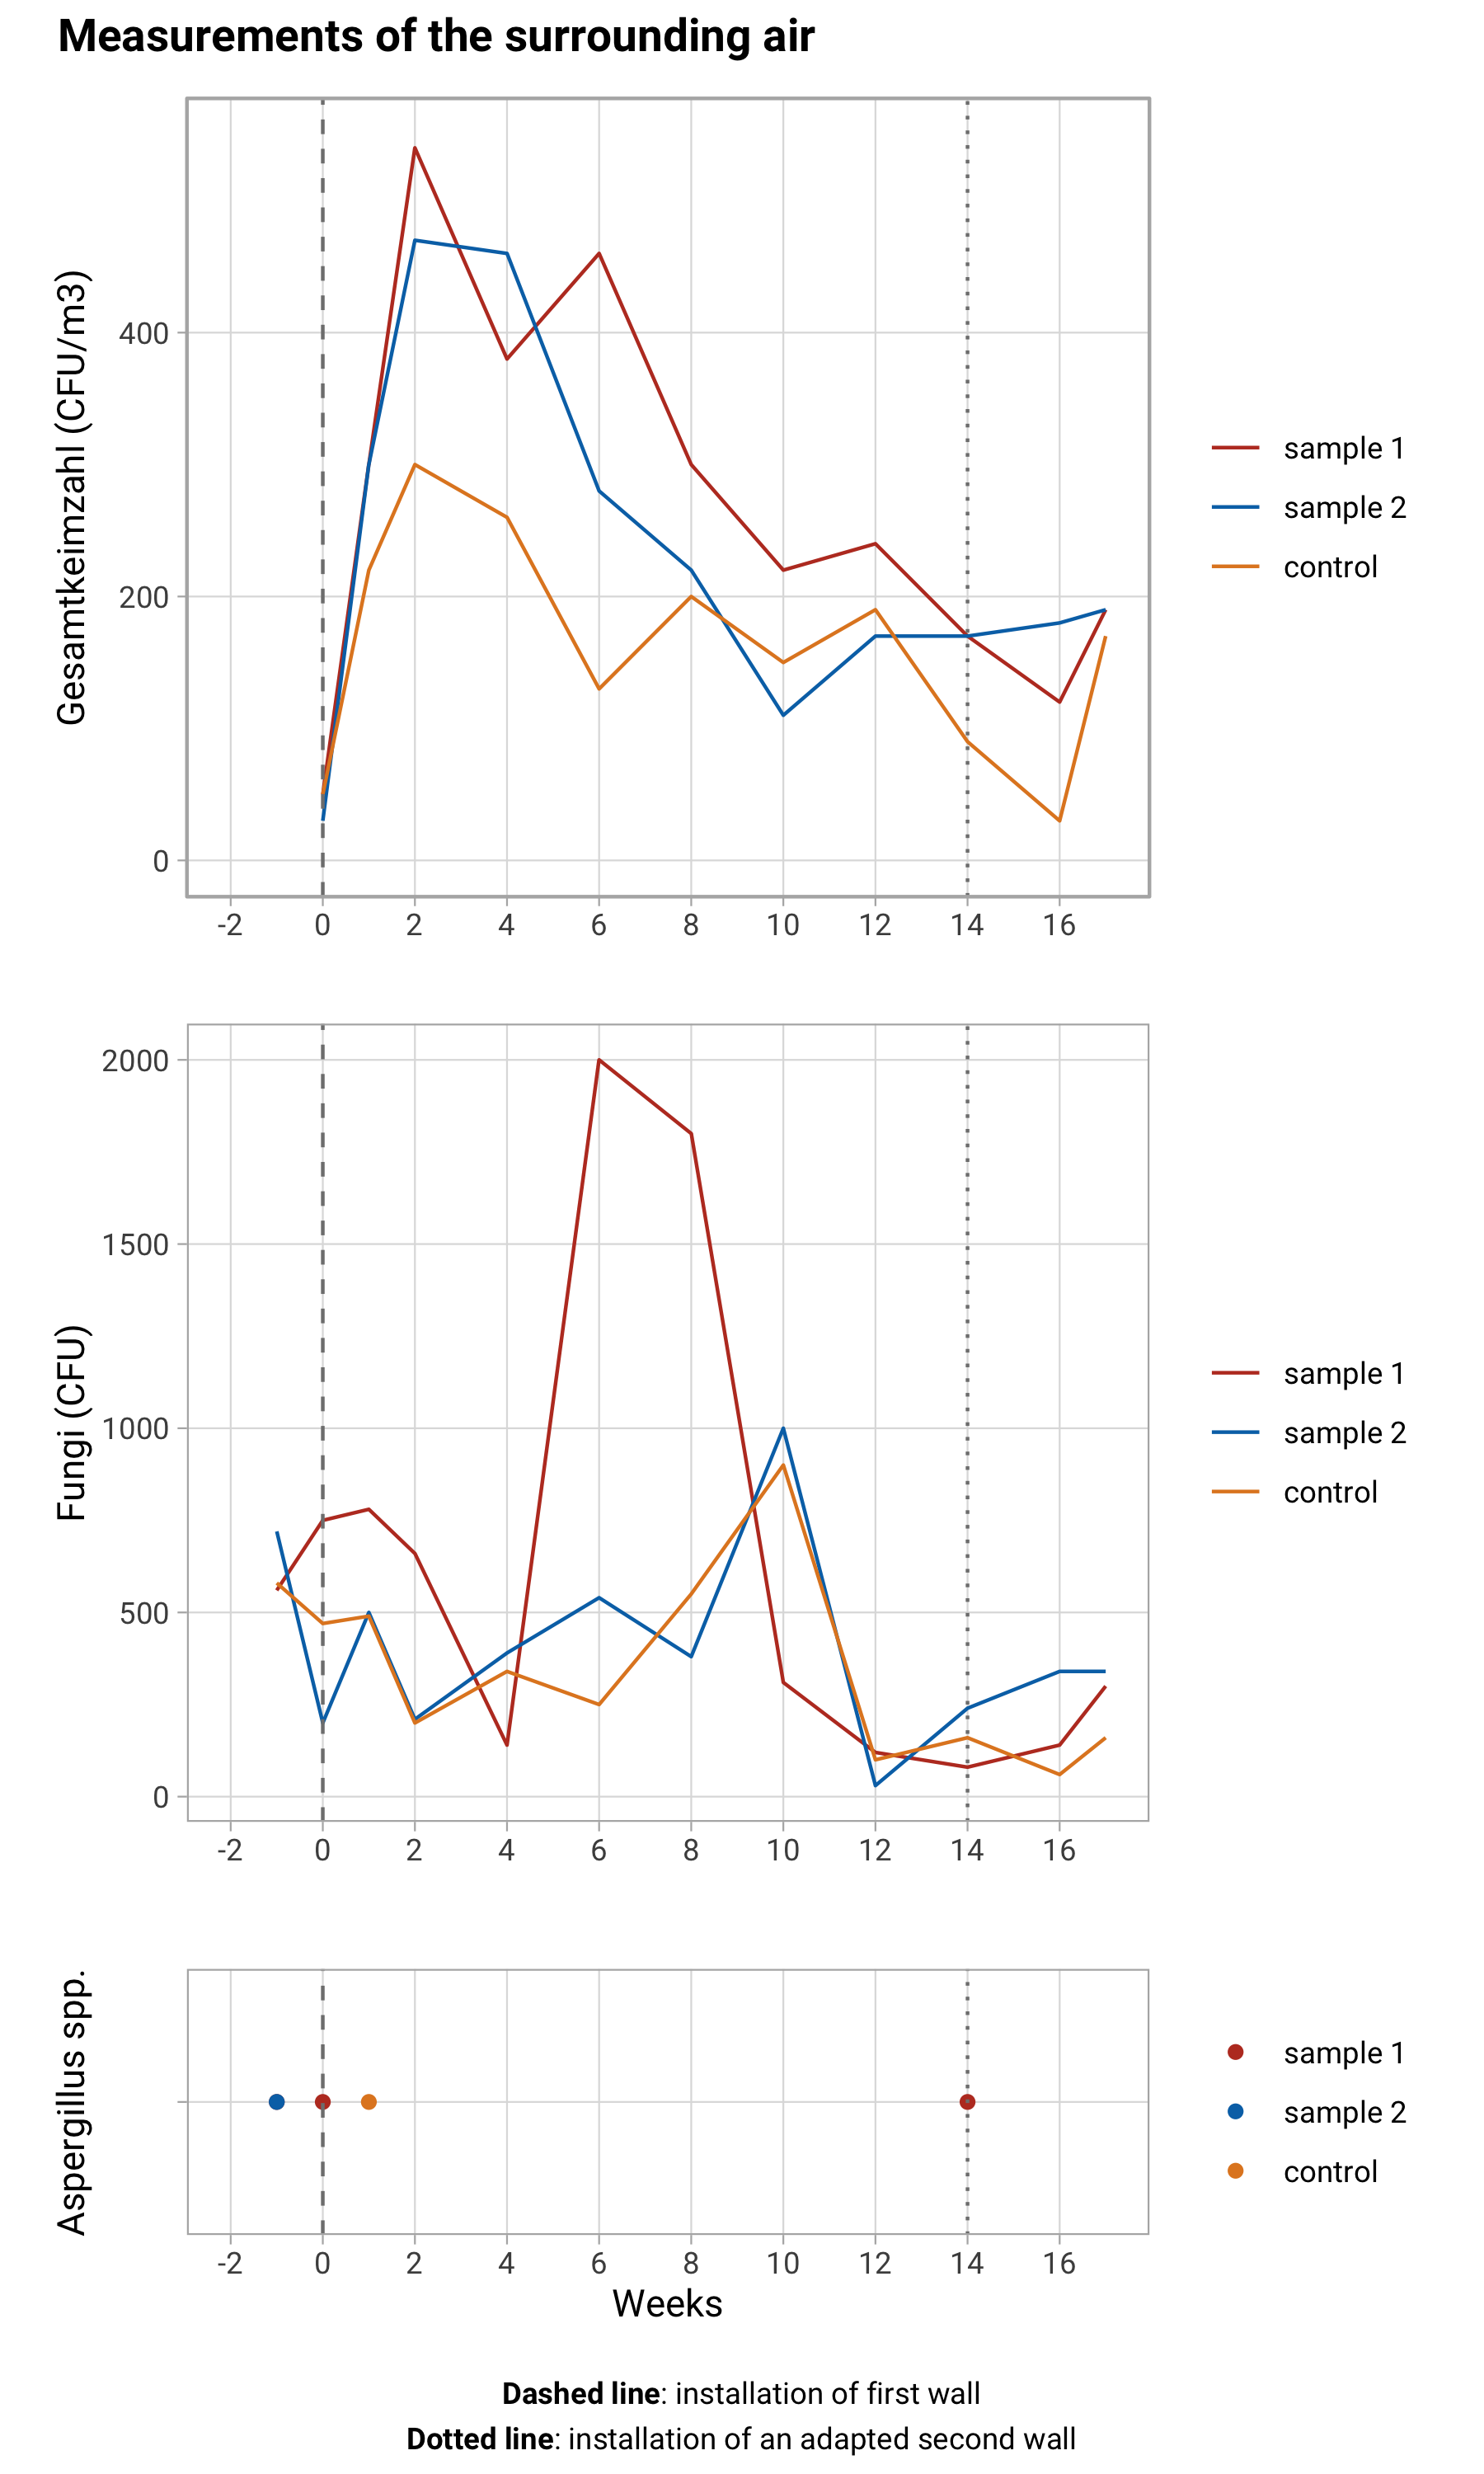 Measurements of the surrounding air
Gesamtkeimzahl (CFU/m3)
400
200
0
-2 0 2 4 6 8 10 12 14 16
sample 1
sample 2
control
Fungi (CFU)
2000
1500
1000
500
0
-2 0 2 4 6 8 10 12 14 16
sample 1
sample 2
control
Aspergillus spp.
-2 0 2 4 6 8 10 12 14 16
sample 1
sample 2
control
Weeks
Dashed line: installation of first wall
Dotted line: installation of an adapted second wall